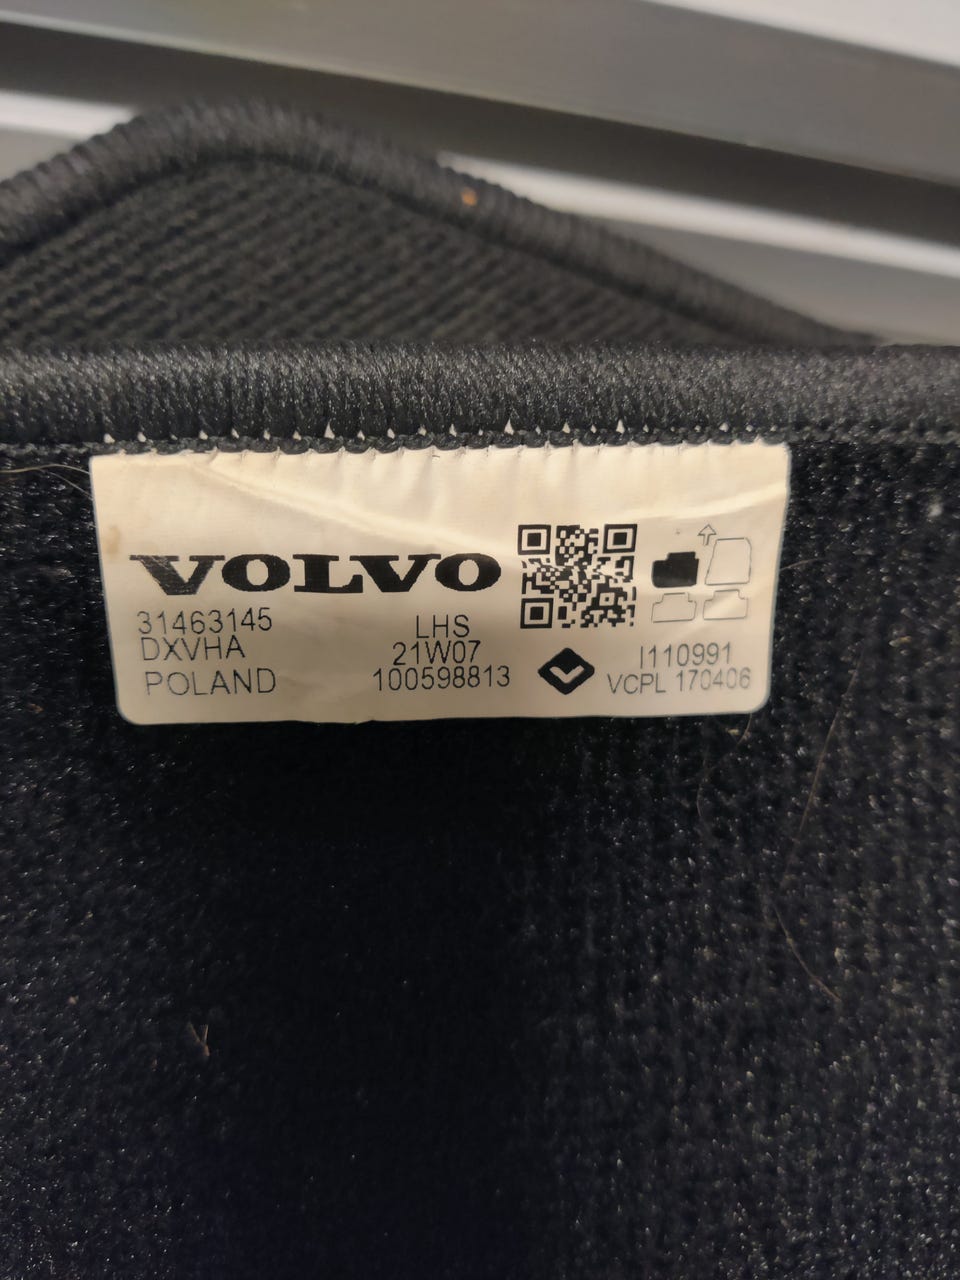 VOLVO
31463145
DXVHA
POLAND
LHS
21W07
100598813
I110991
VCPL 170406